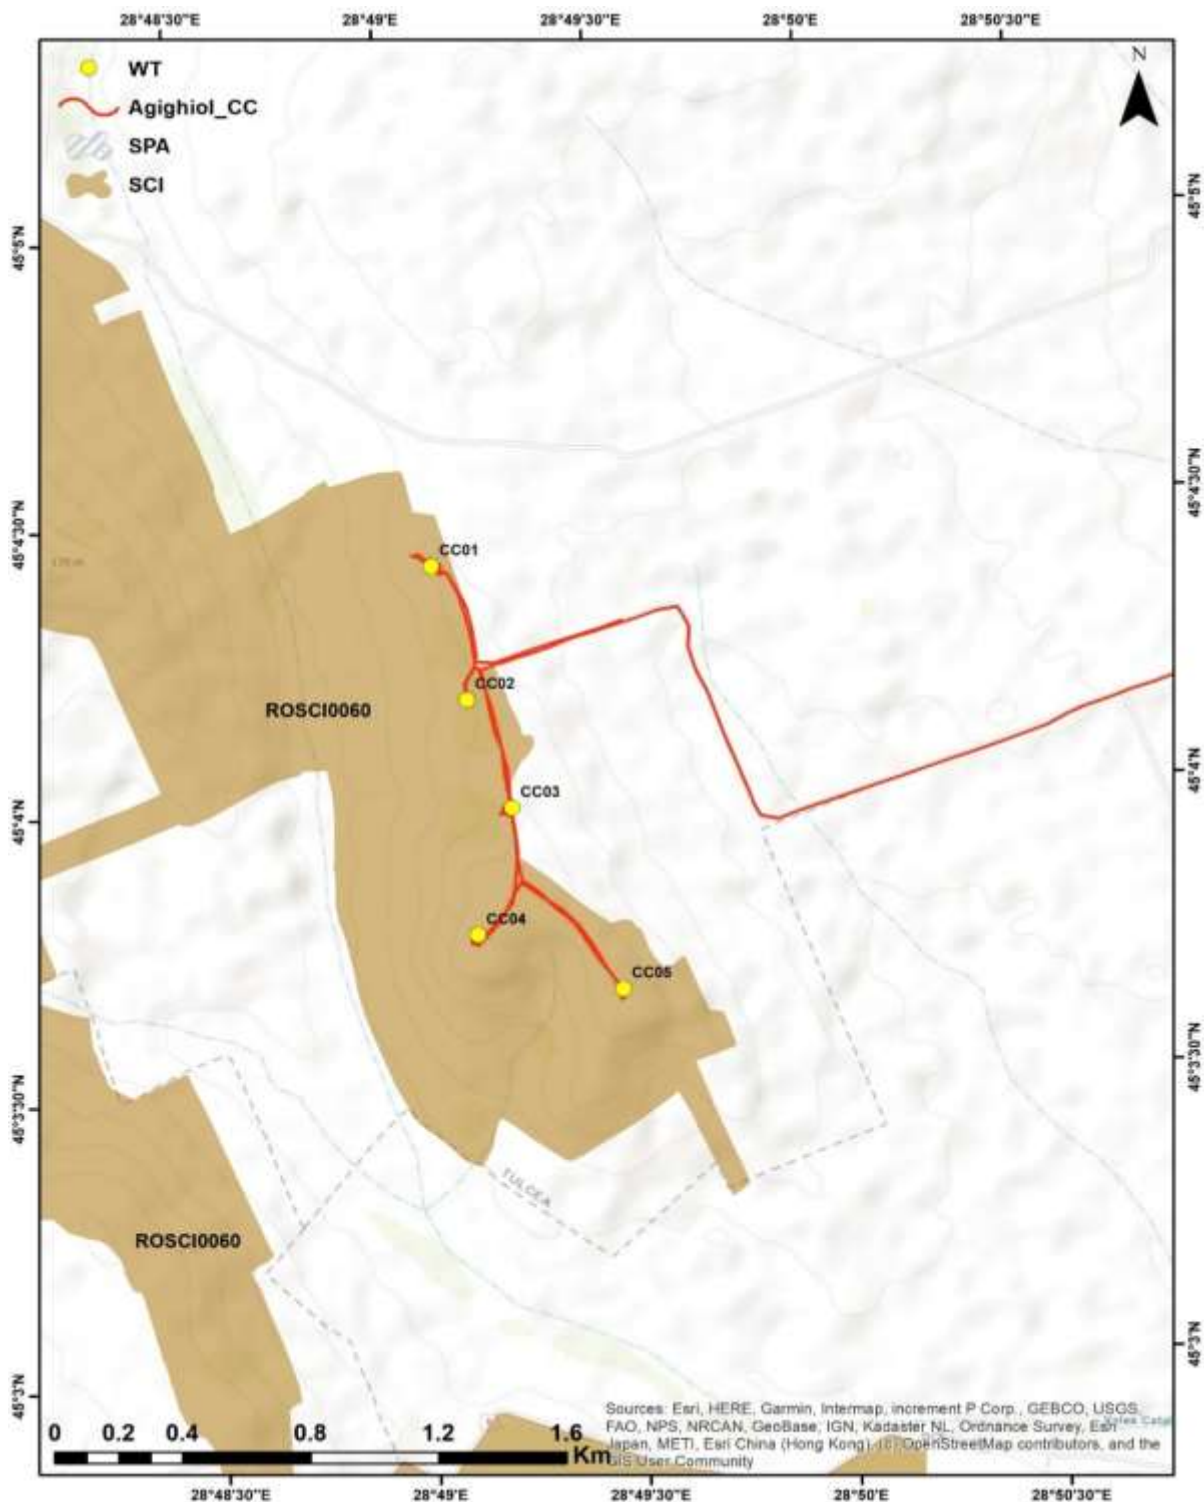 28°48'30"E 28°49'E 28°49'30"E 28°50'E 28°50'30"E
N
WT
Agighiol_CC
SPA
SCI
45°5'N
45°5'N
45°4'30"N
45°4'30"N
CC01
CC02
ROSCI0060
45°4'N
CC03
45°4'N
CC04
CC05
45°3'30"N
45°3'30"N
TULCEA
ROSCI0060
45°3'N
45°3'N
0 0.2 0.4 0.8 1.2 1.6
Km
Sources: Esri, HERE, Garmin, Intermap, increment P Corp., GEBCO, USGS,
FAO, NPS, NRCAN, GeoBase, IGN, Kadaster NL, Ordnance Survey, Esri
Japan, METI, Esri China (Hong Kong), (c) OpenStreetMap contributors, and the
GIS User Community
28°48'30"E 28°49'E 28°49'30"E 28°50'E 28°50'30"E